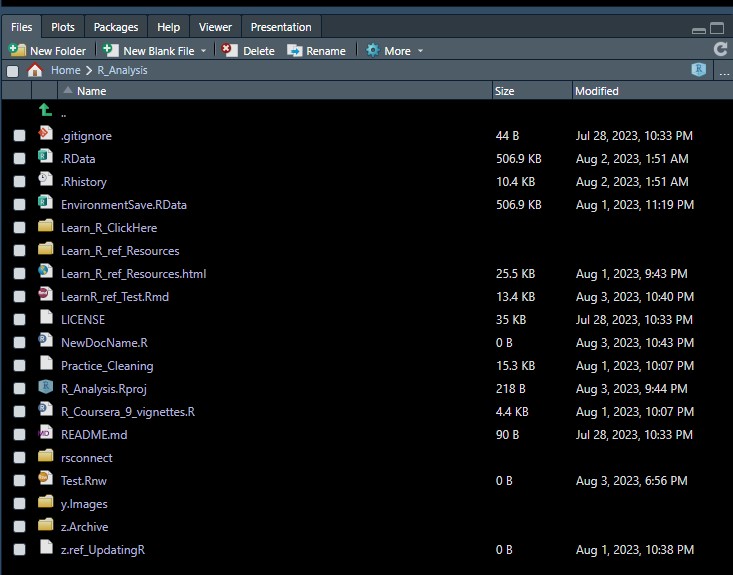 Files Plots Packages Help Viewer Presentation
New Folder New Blank File Delete Rename More
Home R_Analysis R ...
Name Size Modified
..
.gitignore 44 B Jul 28, 2023, 10:33 PM
.RData 506.9 KB Aug 2, 2023, 1:51 AM
.Rhistory 10.4 KB Aug 2, 2023, 1:51 AM
EnvironmentSave.RData 506.9 KB Aug 1, 2023, 11:19 PM
Learn_R_ClickHere
Learn_R_ref_Resources
Learn_R_ref_Resources.html 25.5 KB Aug 1, 2023, 9:43 PM
LearnR_ref_Test.Rmd 13.4 KB Aug 3, 2023, 10:40 PM
LICENSE 35 KB Jul 28, 2023, 10:33 PM
NewDocName.R 0 B Aug 3, 2023, 10:43 PM
Practice_Cleaning 15.3 KB Aug 1, 2023, 10:07 PM
R_Analysis.Rproj 218 B Aug 3, 2023, 9:44 PM
R_Coursera_9_vignettes.R 4.4 KB Aug 1, 2023, 10:07 PM
MD README.md 90 B Jul 28, 2023, 10:33 PM
rsconnect
Test.Rnw 0 B Aug 3, 2023, 6:56 PM
y.Images
z.Archive
z.ref_UpdatingR 0 B Aug 1, 2023, 10:38 PM